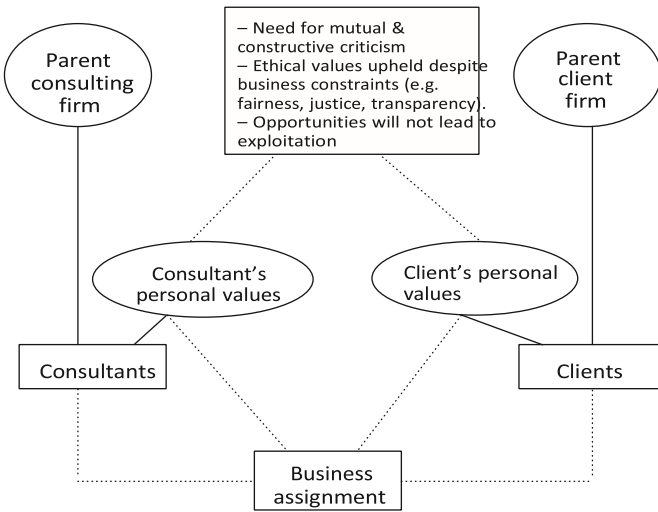 – Need for mutual &
constructive criticism
– Ethical values upheld despite
business constraints (e.g.
fairness, justice, transparency).
– Opportunities will not lead to
exploitation
Parent
consulting
firm
Parent
client
firm
Consultant’s
personal values
Client’s personal
values
Consultants
Clients
Business
assignment